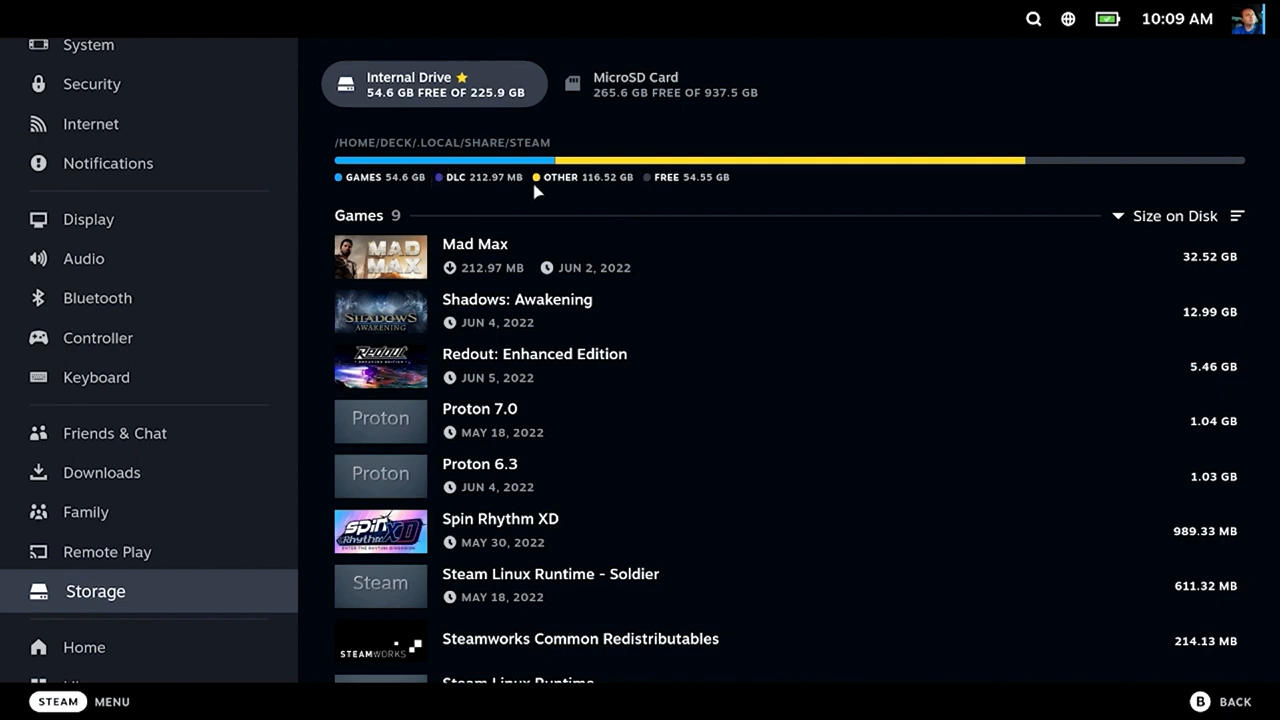 10:09 AM
System
Security
Internet
Notifications
Display
Audio
Bluetooth
Controller
Keyboard
Friends & Chat
Downloads
Family
Remote Play
Storage
Home
Internal Drive
54.6 GB FREE OF 225.9 GB
MicroSD Card
265.6 GB FREE OF 937.5 GB
/HOME/DECK/.LOCAL/SHARE/STEAM
GAMES 54.6 GB DLC 212.97 MB OTHER 116.52 GB FREE 54.55 GB
Games 9 Size on Disk
MAD MAX
Mad Max
212.97 MB JUN 2, 2022
32.52 GB
SHADOWS AWAKENING
Shadows: Awakening
JUN 4, 2022
12.99 GB
Redout
Redout: Enhanced Edition
JUN 5, 2022
5.46 GB
Proton
Proton 7.0
MAY 18, 2022
1.04 GB
Proton
Proton 6.3
JUN 4, 2022
1.03 GB
spin Rhythm XD
Spin Rhythm XD
MAY 30, 2022
989.33 MB
Steam
Steam Linux Runtime - Soldier
MAY 18, 2022
611.32 MB
STEAMWORKS
Steamworks Common Redistributables
214.13 MB
Steam Linux Runtime
STEAM MENU
B BACK